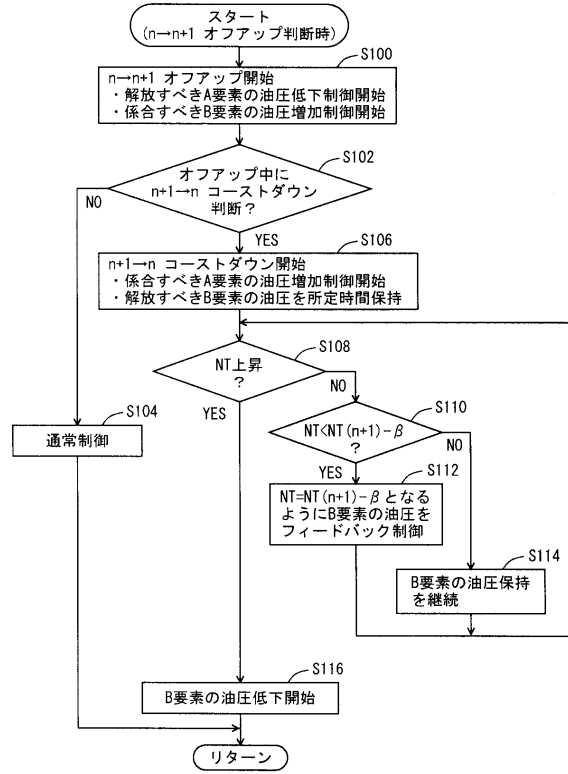 スタート
(n→n+1 オフアップ判断時)
S100
n→n+1 オフアップ開始
・解放すべきA要素の油圧低下制御開始
・係合すべきB要素の油圧増加制御開始
S102
オフアップ中に
n+1→n コーストダウン
判断?
NO
YES
S106
n+1→n コーストダウン開始
・係合すべきA要素の油圧増加制御開始
・解放すべきB要素の油圧を所定時間保持
S108
NT上昇
?
NO
YES
S104
通常制御
S110
NT<NT(n+1)-β
?
NO
YES
S112
NT=NT(n+1)-βとなる
ようにB要素の油圧を
フィードバック制御
S114
B要素の油圧保持
を継続
S116
B要素の油圧低下開始
リターン